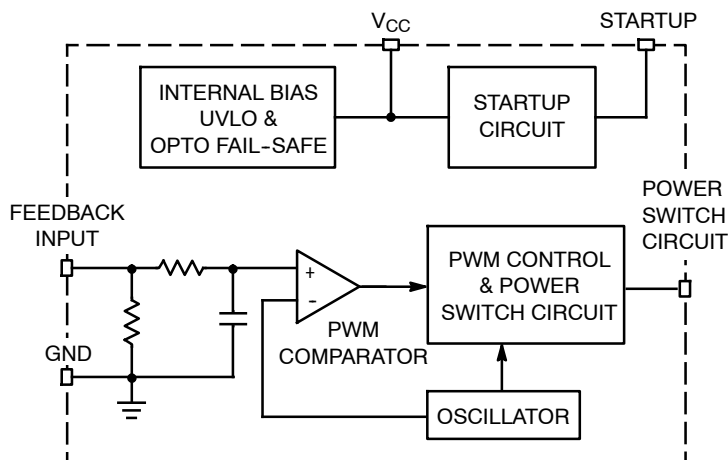 VCC
STARTUP
INTERNAL BIAS
UVLO &
OPTO FAIL-SAFE
STARTUP
CIRCUIT
POWER
SWITCH
CIRCUIT
FEEDBACK
INPUT
PWM CONTROL
& POWER
SWITCH CIRCUIT
+
-
PWM
COMPARATOR
GND
OSCILLATOR